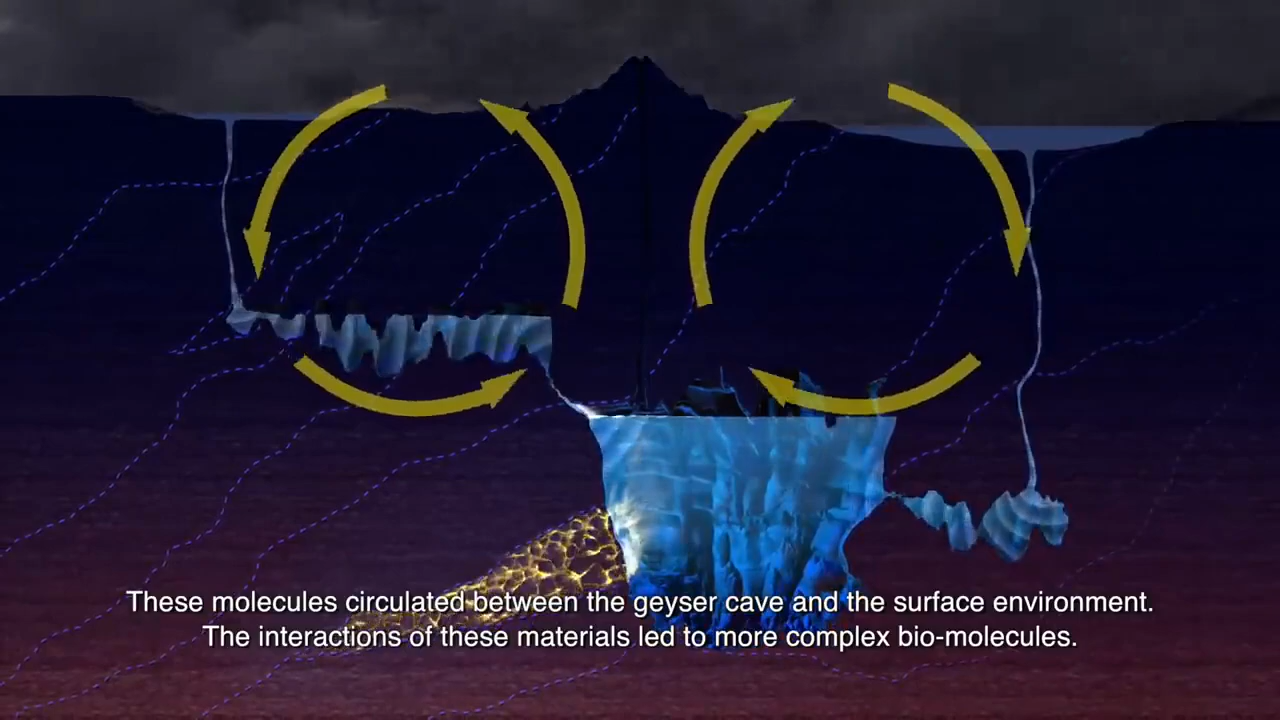 These molecules circulated between the geyser cave and the surface environment.
The interactions of these materials led to more complex bio-molecules.